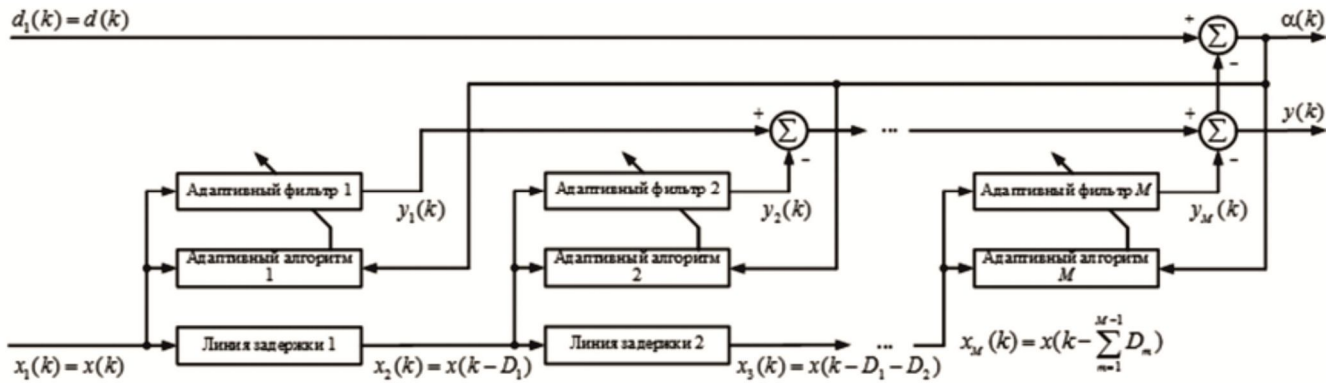 d₁(k) = d(k)
α(k)
+
Σ
−
y(k)
+
Σ
−
...
+
Σ
−
Адаптивный фильтр 1
y₁(k)
Адаптивный фильтр 2
y₂(k)
Адаптивный фильтр M
y_M(k)
Адаптивный алгоритм
1
Адаптивный алгоритм
2
Адаптивный алгоритм
M
Линия задержки 1
Линия задержки 2
...
x₁(k) = x(k)
x₂(k) = x(k − D₁)
x₃(k) = x(k − D₁ − D₂)
x_M(k) = x(k − ∑_{m=1}^{M−1} D_m)